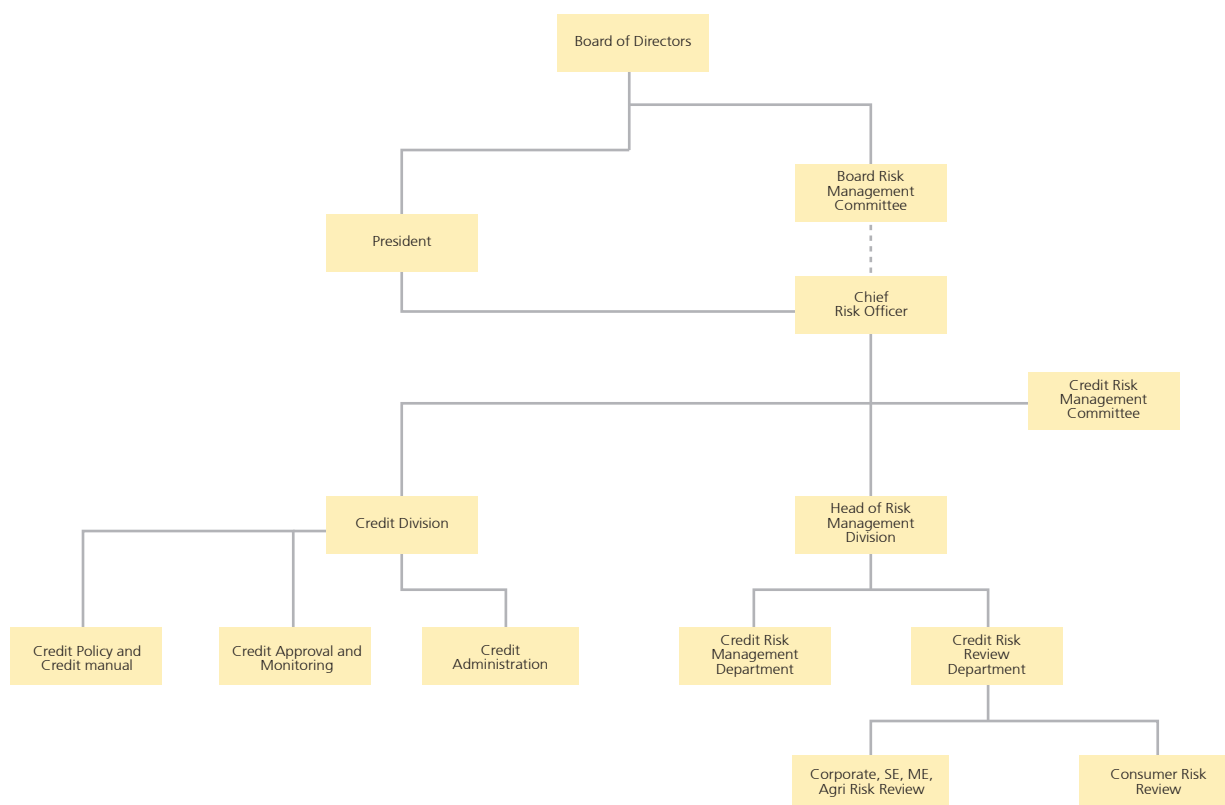 Board of Directors
Board Risk
Management
Committee
President
Chief
Risk Officer
Credit Risk
Management
Committee
Credit Division
Head of Risk
Management
Division
Credit Policy and
Credit manual
Credit Approval and
Monitoring
Credit
Administration
Credit Risk
Management
Department
Credit Risk
Review
Department
Corporate, SE, ME,
Agri Risk Review
Consumer Risk
Review